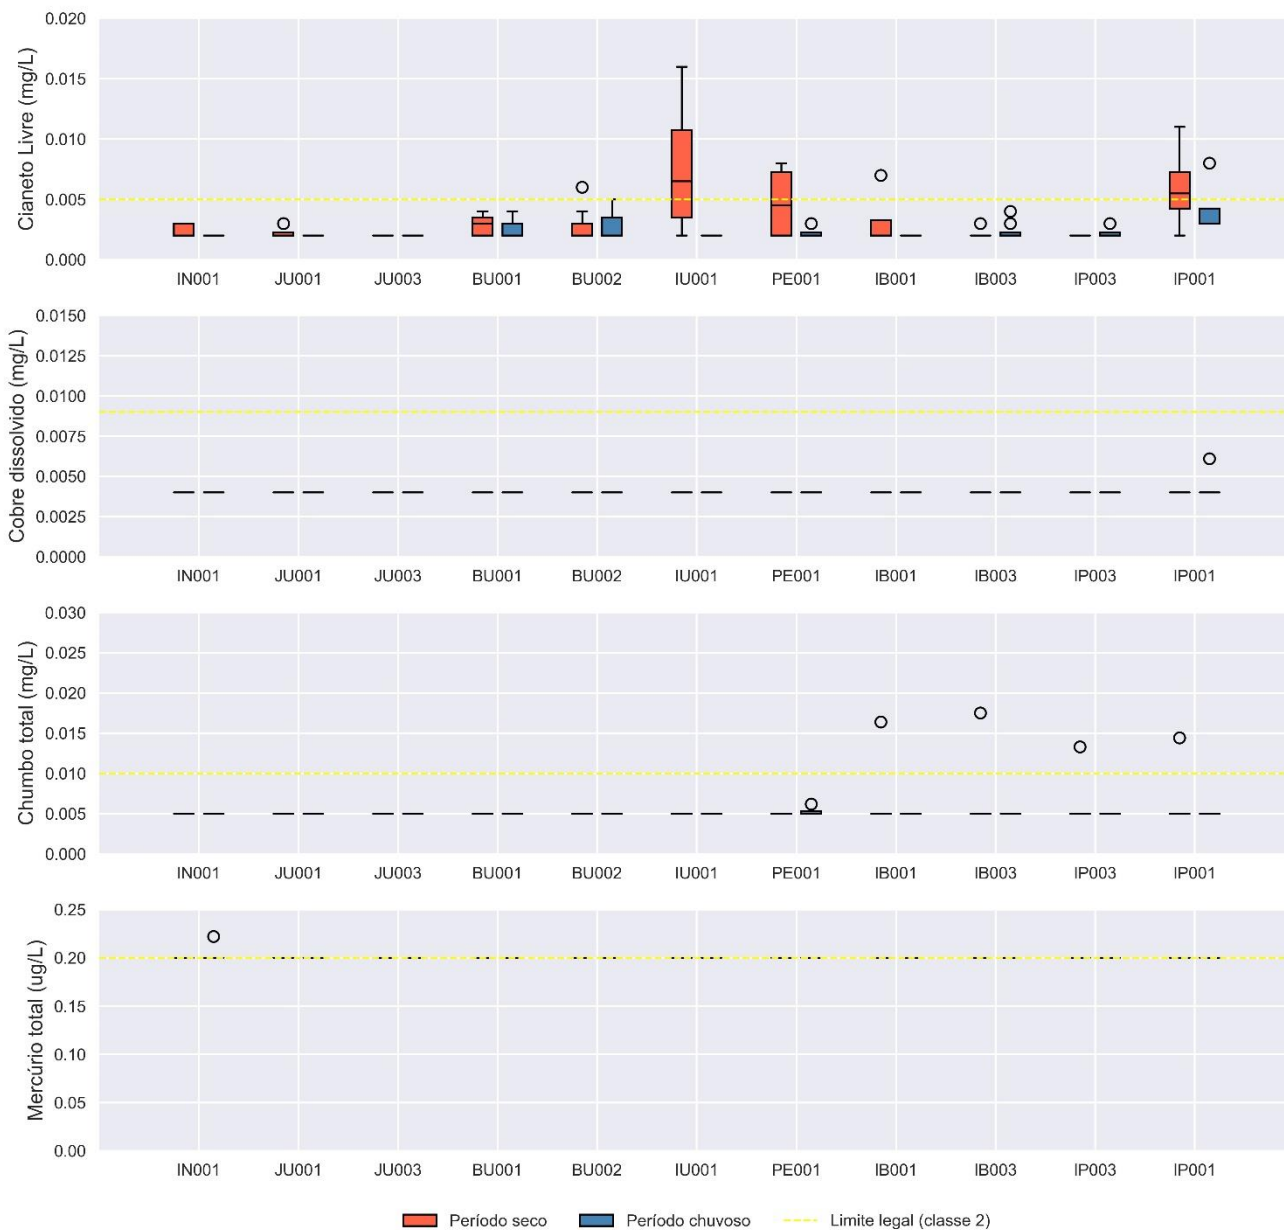 Cianeto Livre (mg/L)
0.020
0.015
0.010
0.005
0.000
IN001 JU001 JU003 BU001 BU002 IU001 PE001 IB001 IB003 IP003 IP001
Cobre dissolvido (mg/L)
0.0150
0.0125
0.0100
0.0075
0.0050
0.0025
0.0000
IN001 JU001 JU003 BU001 BU002 IU001 PE001 IB001 IB003 IP003 IP001
Chumbo total (mg/L)
0.030
0.025
0.020
0.015
0.010
0.005
0.000
IN001 JU001 JU003 BU001 BU002 IU001 PE001 IB001 IB003 IP003 IP001
Mercúrio total (ug/L)
0.25
0.20
0.15
0.10
0.05
0.00
IN001 JU001 JU003 BU001 BU002 IU001 PE001 IB001 IB003 IP003 IP001
Período seco Período chuvoso Limite legal (classe 2)